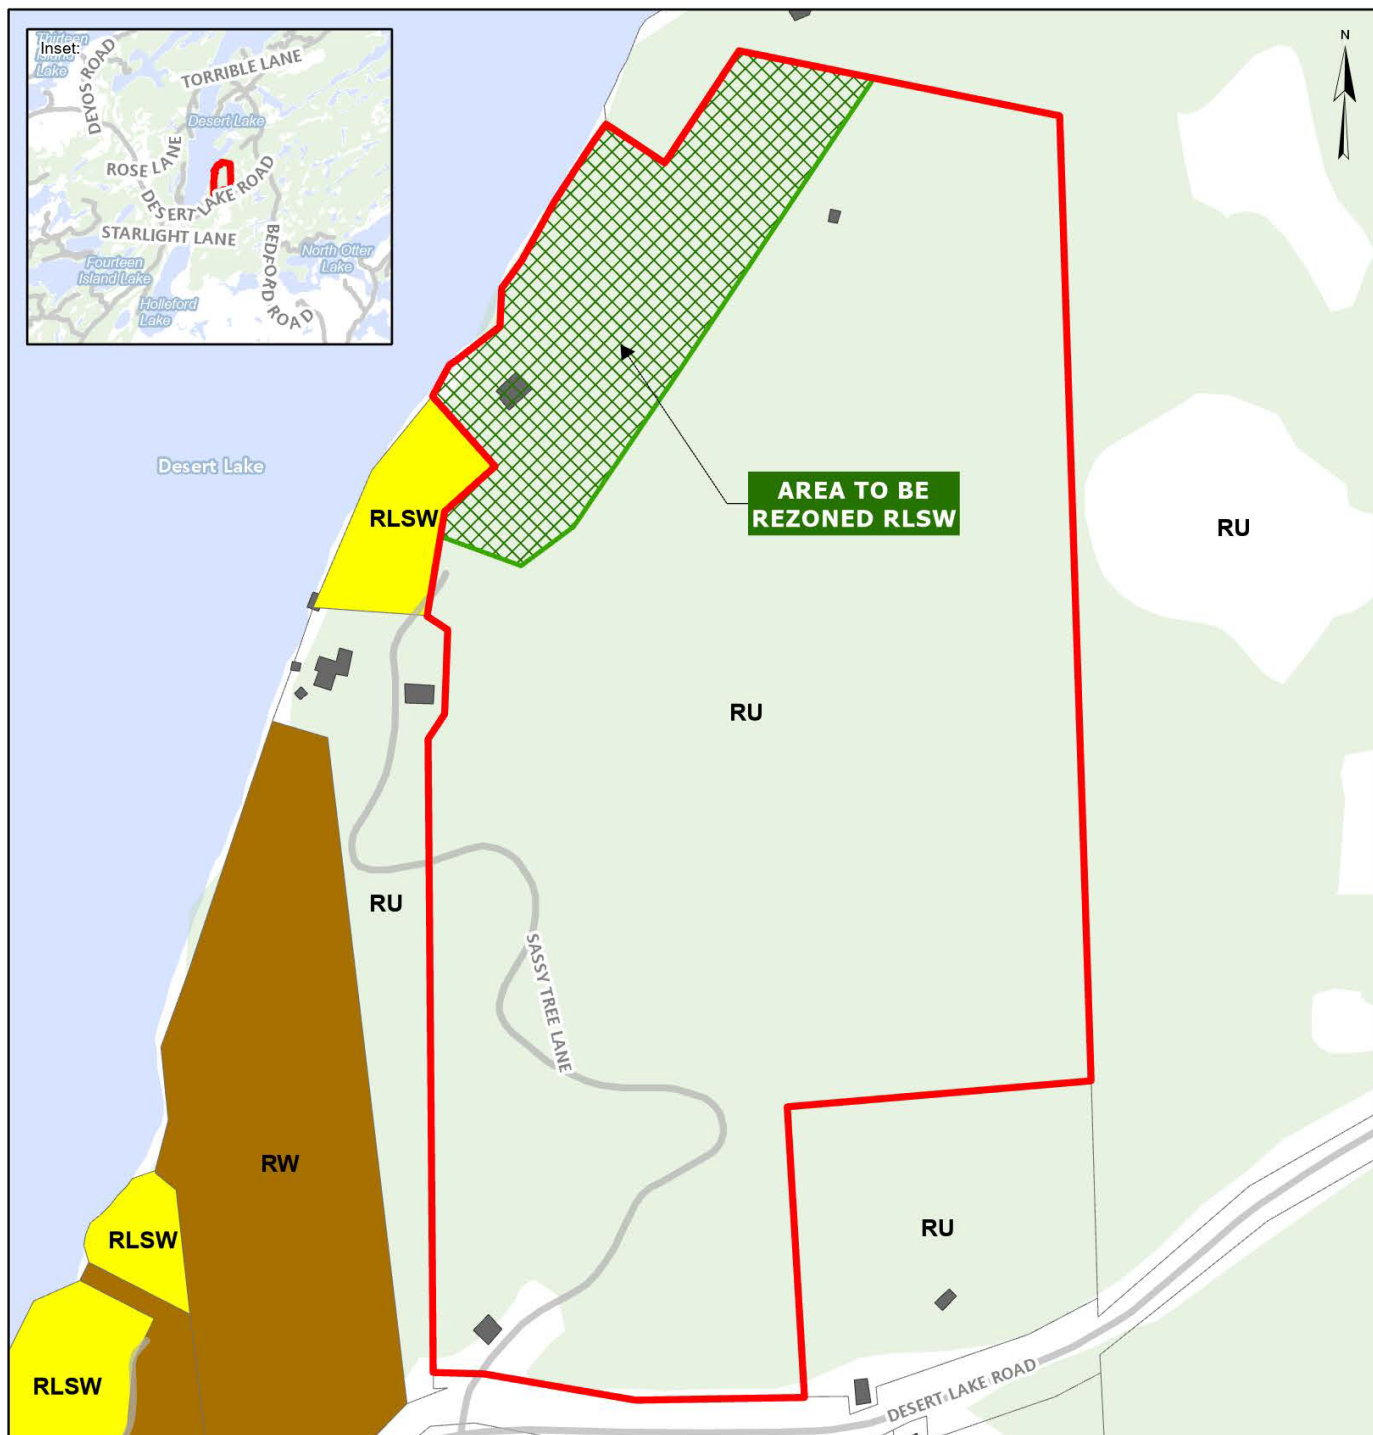 Inset:
Thirteen
Island
Lake
DEYOS ROAD
TORRIBLE LANE
Desert Lake
ROSE LANE
DESERT LAKE ROAD
STARLIGHT LANE
BEDFORD ROAD
North Otter
Lake
Fourteen
Island Lake
Holleford
Lake
N
Desert Lake
RLSW
AREA TO BE
REZONED RLSW
RU
RU
RU
SASSY TREE LANE
RW
RLSW
RU
RLSW
DESERT LAKE ROAD